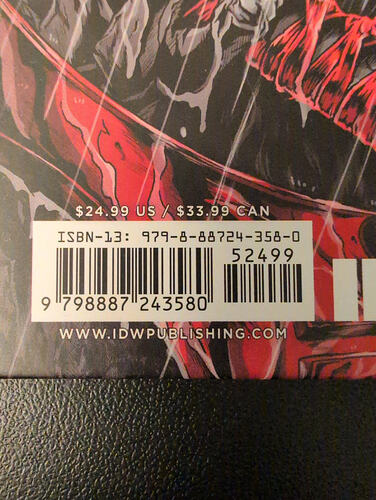 $24.99 US / $33.99 CAN
ISBN-13: 979-8-88724-358-0
52499
9 798887 243580
WWW.IDWPUBLISHING.COM